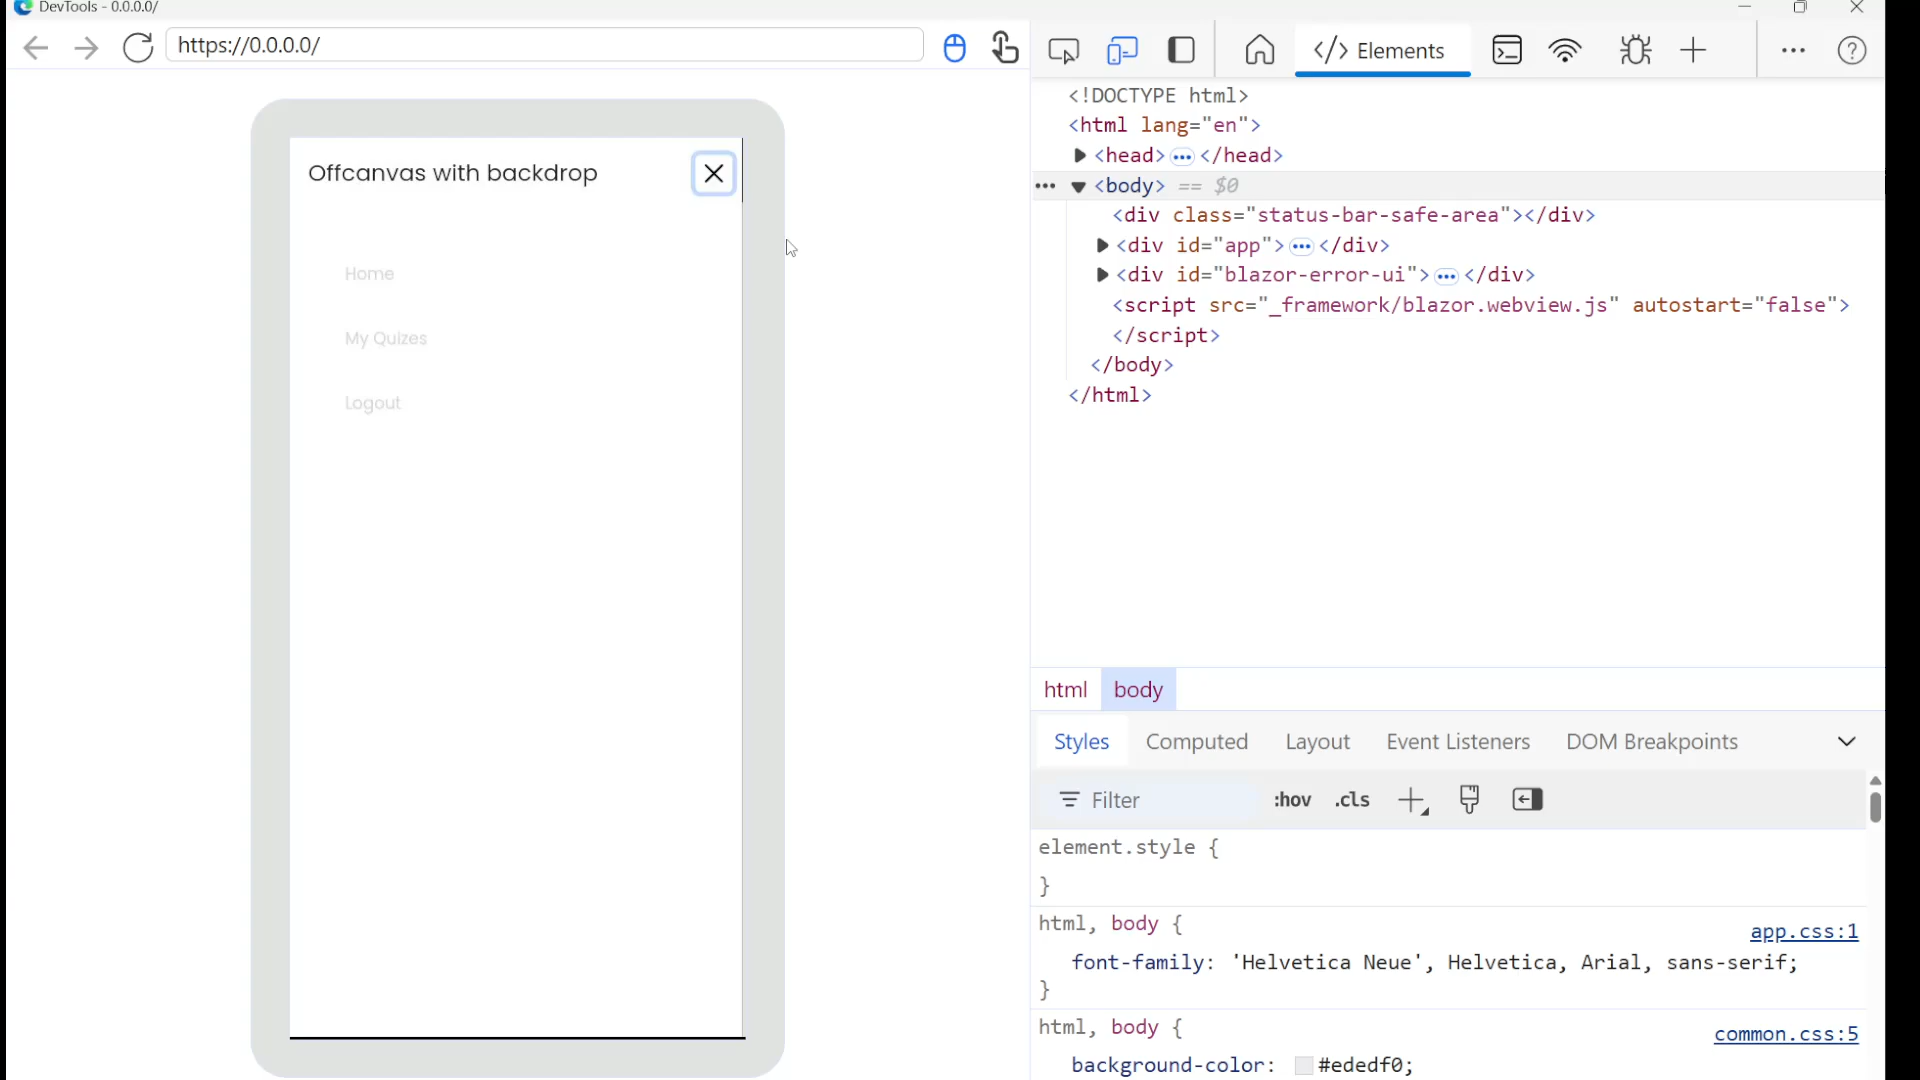 DevTools - 0.0.0.0/
https://0.0.0.0/
Elements
Offcanvas with backdrop
Home
My Quizes
Logout
<!DOCTYPE html>
<html lang="en">
<head> ••• </head>
••• <body> == $0
<div class="status-bar-safe-area"></div>
<div id="app"> ••• </div>
<div id="blazor-error-ui"> ••• </div>
<script src="_framework/blazor.webview.js" autostart="false">
</script>
</body>
</html>
html body
Styles Computed Layout Event Listeners DOM Breakpoints
Filter :hov .cls
element.style {
}
html, body { app.css:1
font-family: 'Helvetica Neue', Helvetica, Arial, sans-serif;
}
html, body { common.css:5
background-color: #ededf0;